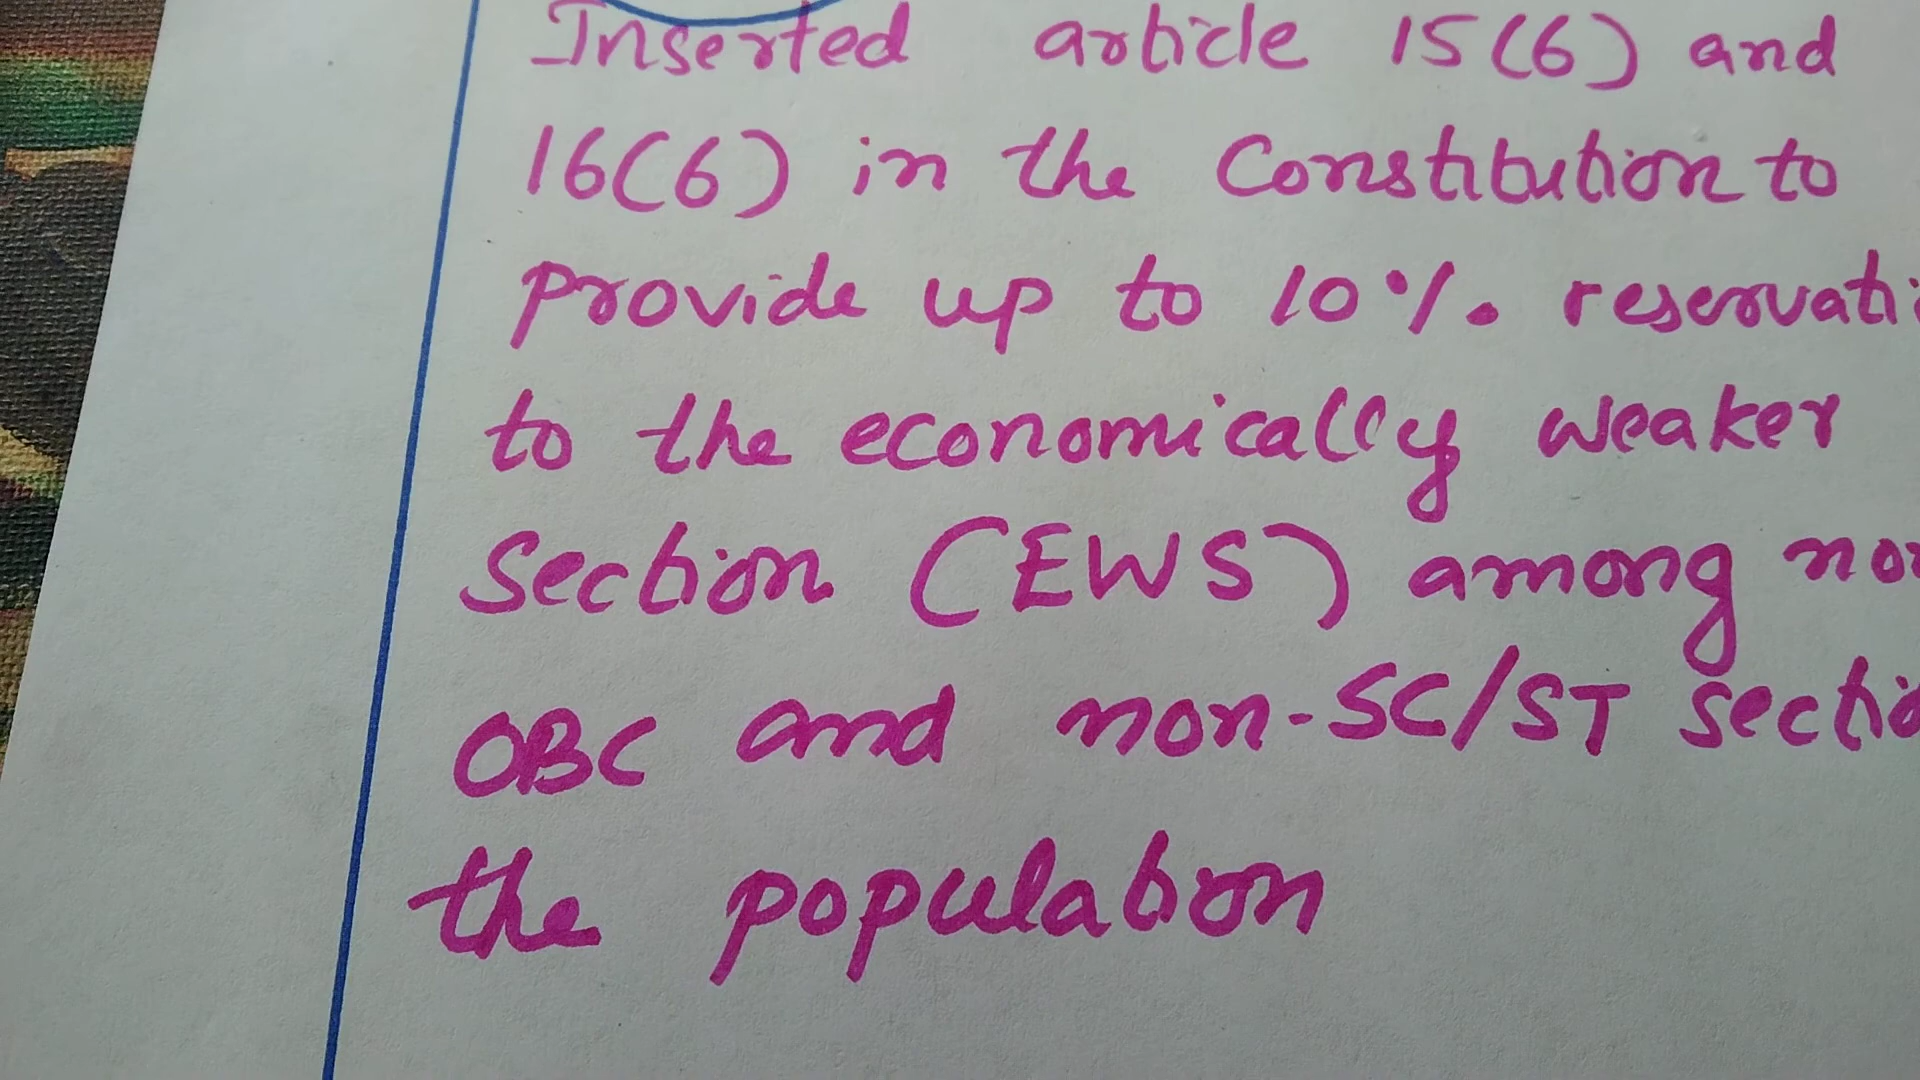 Inserted article 15(6) and
16(6) in the Constitution to
provide up to 10% reservati
to the economically weaker
Section (EWS) among no
OBC and non-SC/ST sectio
the population